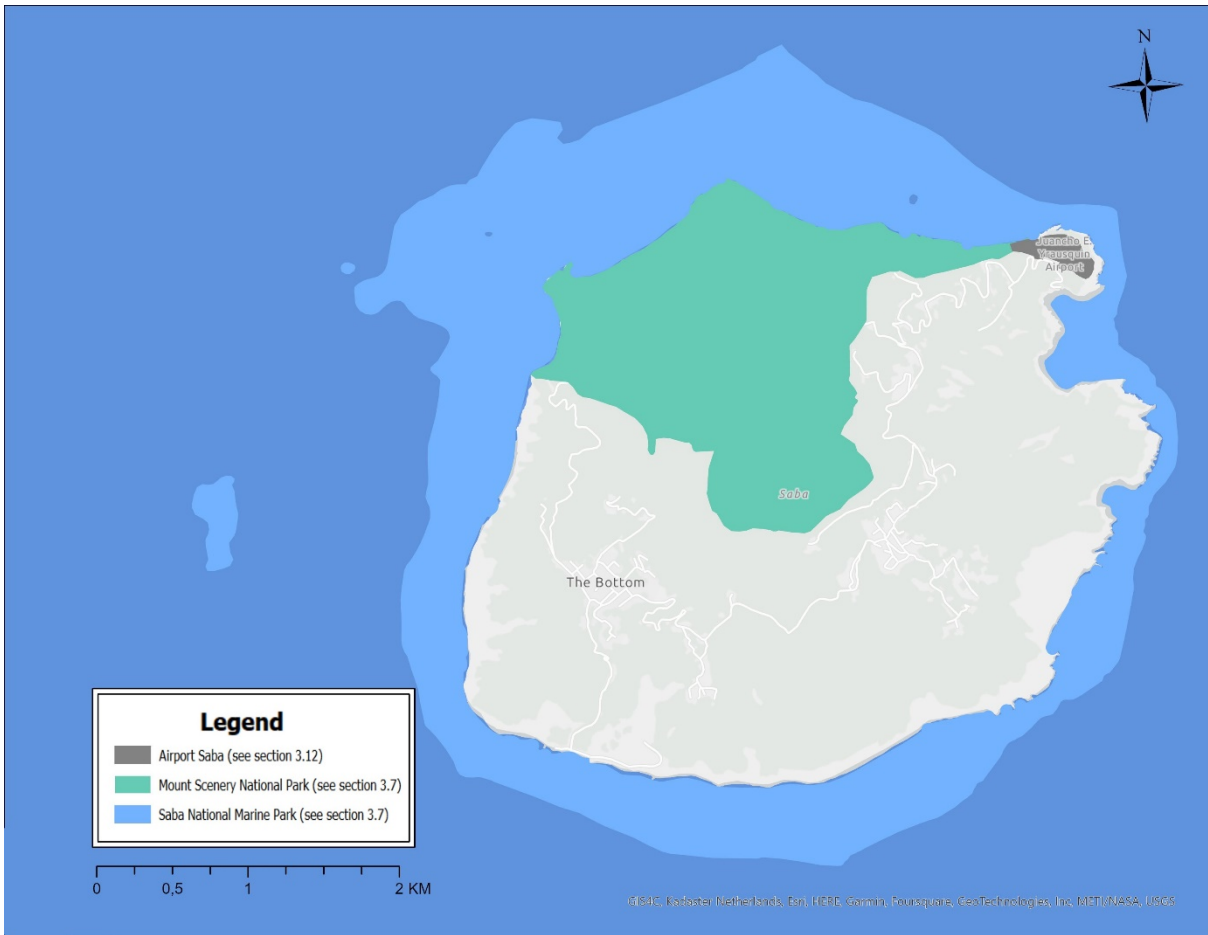 N
Juancho E.
Yrausquin
Airport
Saba
The Bottom
Legend
Airport Saba (see section 3.12)
Mount Scenery National Park (see section 3.7)
Saba National Marine Park (see section 3.7)
0 0,5 1 2 KM
GISAC, Kadaster Netherlands, Esri, HERE, Garmin, Foursquare, GeoTechnologies, Inc, METI/NASA, USGS